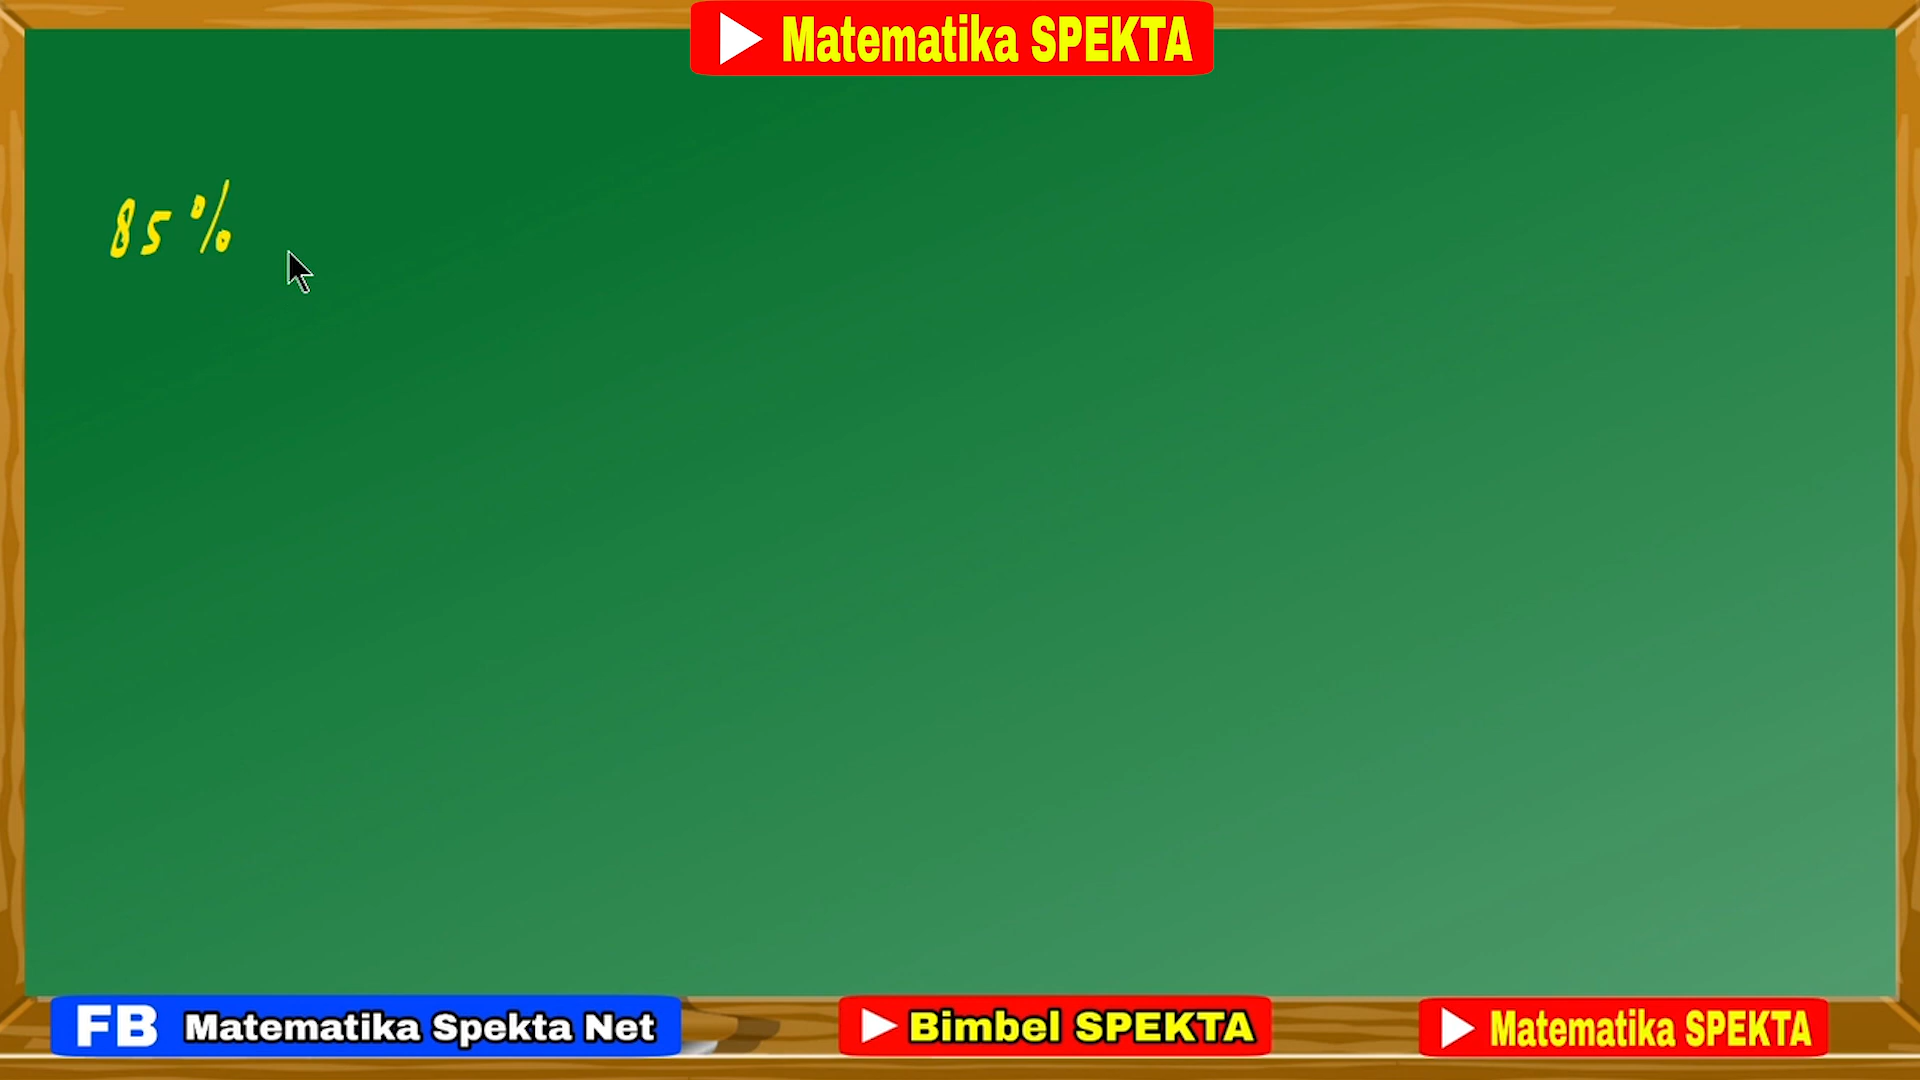 Matematika SPEKTA
85%
FB Matematika Spekta Net
Bimbel SPEKTA
Matematika SPEKTA